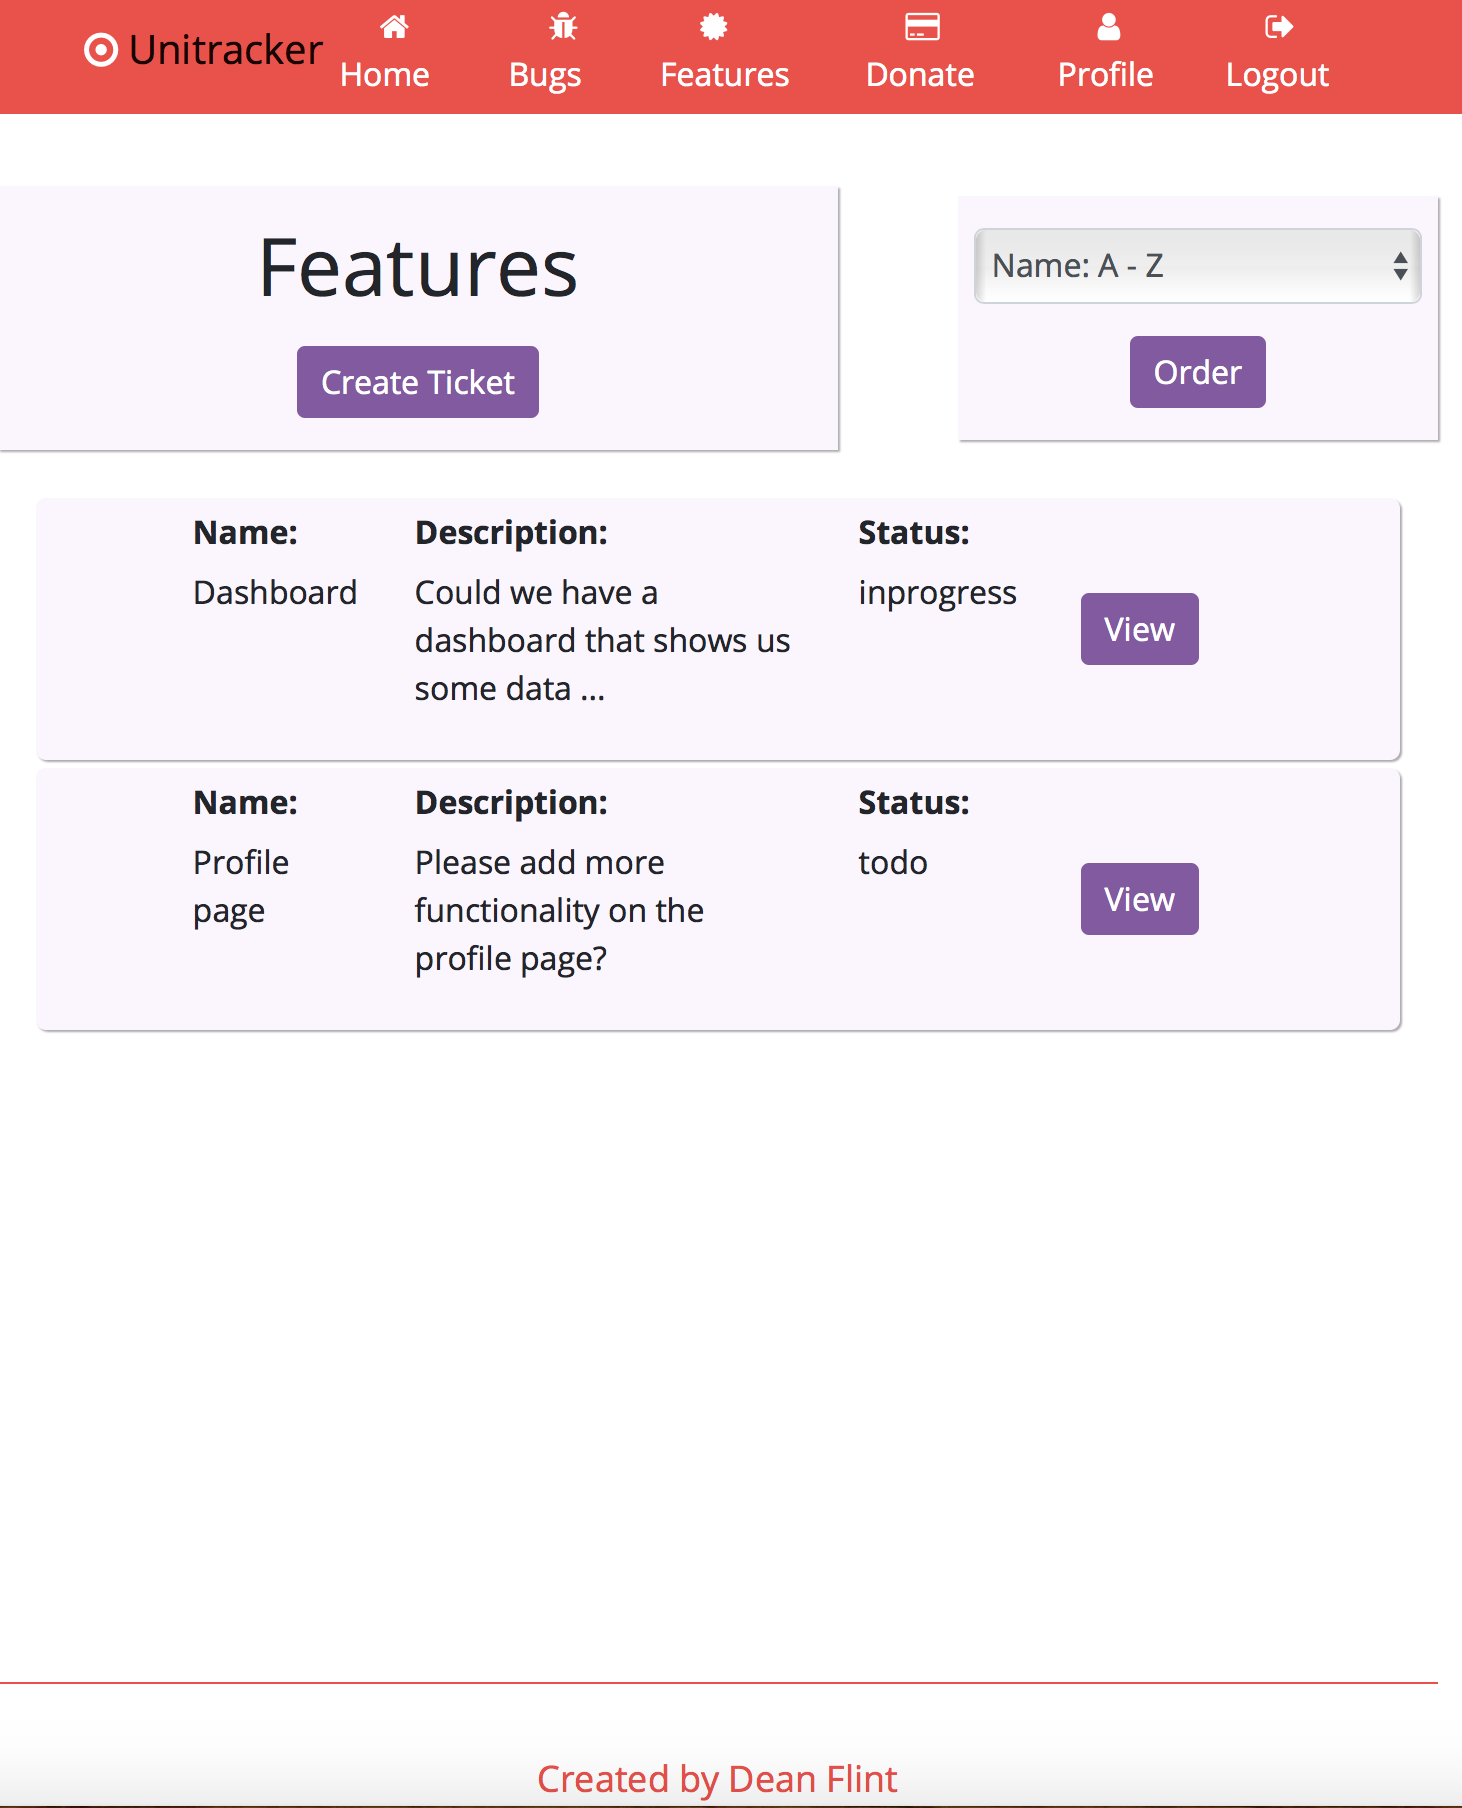 Unitracker
Home Bugs Features Donate Profile Logout
Features
Create Ticket
Name: A - Z
Order
Name: Description: Status:
Dashboard Could we have a inprogress
dashboard that shows us
some data ...
View
Name: Description: Status:
Profile Please add more todo
page functionality on the
profile page?
View
Created by Dean Flint